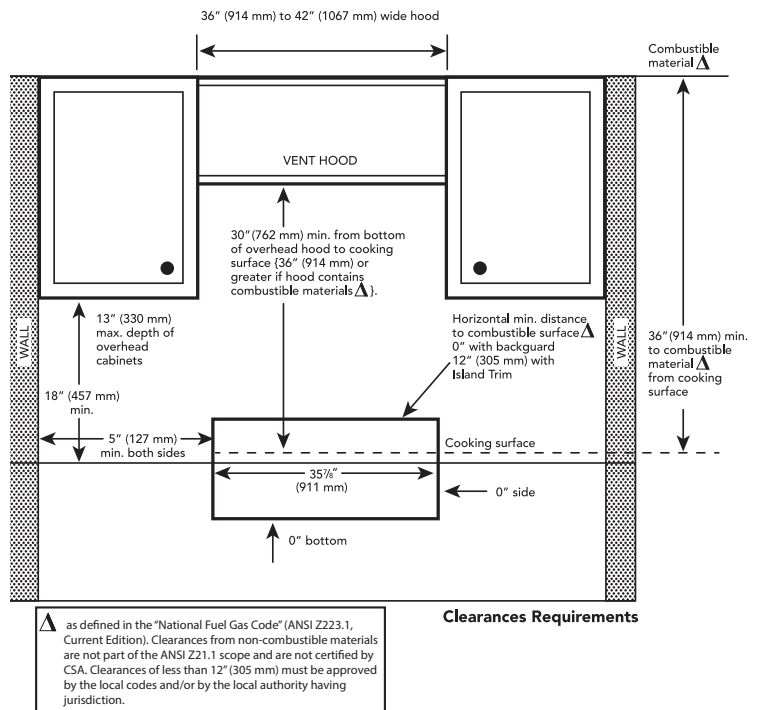 36" (914 mm) to 42" (1067 mm) wide hood
Combustible
material Δ
VENT HOOD
30" (762 mm) min. from bottom
of overhead hood to cooking
surface {36" (914 mm) or
greater if hood contains
combustible materials Δ }.
WALL
13" (330 mm)
max. depth of
overhead
cabinets
Horizontal min. distance
to combustible surface Δ
0" with backguard
12" (305 mm) with
Island Trim
WALL
36" (914 mm) min.
to combustible
material Δ
from cooking
surface
18" (457 mm)
min.
5" (127 mm)
min. both sides
Cooking surface
35⅞"
(911 mm)
0" side
0" bottom
Clearances Requirements
Δ as defined in the "National Fuel Gas Code" (ANSI Z223.1,
Current Edition). Clearances from non-combustible materials
are not part of the ANSI Z21.1 scope and are not certified by
CSA. Clearances of less than 12" (305 mm) must be approved
by the local codes and/or by the local authority having
jurisdiction.